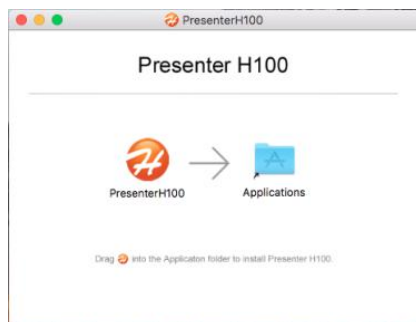 PresenterH100
Presenter H100
PresenterH100
Applications
Drag into the Applicaton folder to install Presenter H100.